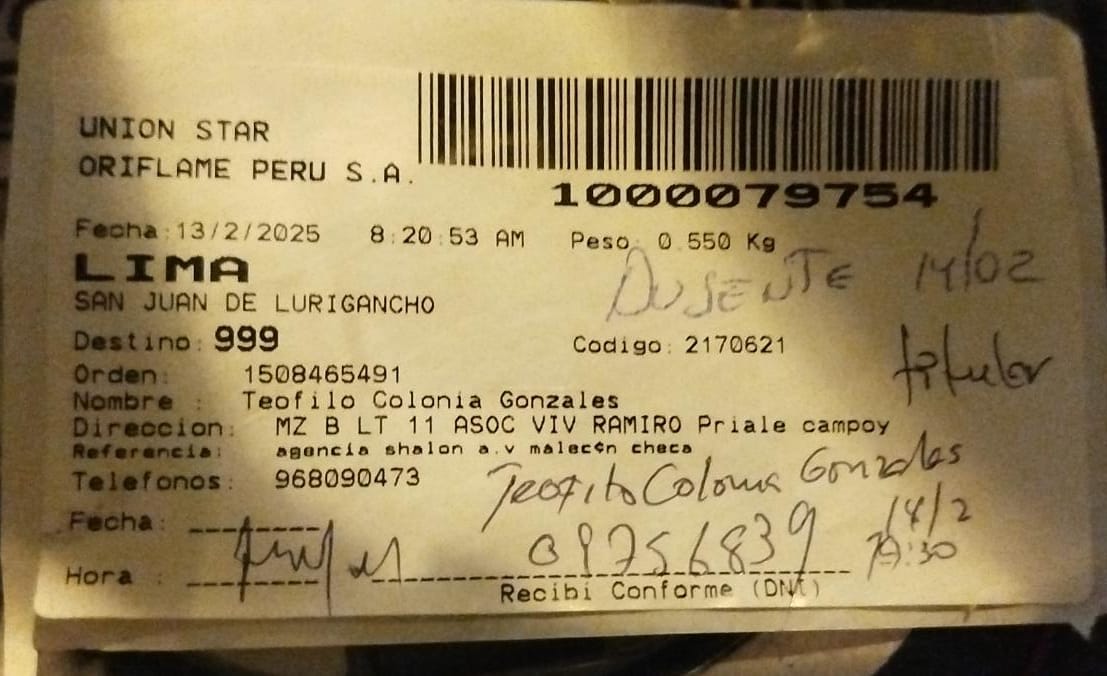 UNION STAR
ORIFLAME PERU S.A.
1000079754
Fecha:13/2/2025 8:20:53 AM Peso: 0.550 Kg
LIMA
AUSENTE 14/02
SAN JUAN DE LURIGANCHO
Destino: 999 Codigo: 2170621
titular
Orden: 1508465491
Nombre : Teofilo Colonia Gonzales
Direccion: MZ B LT 11 ASOC VIV RAMIRO Priale campoy
Referencia: agencia shalon a.v malec¢n checa
Telefonos: 968090473
Teofilo Colonia Gonzales
Fecha: 14/2
09756839
Hora :
Recibi Conforme (DNI)